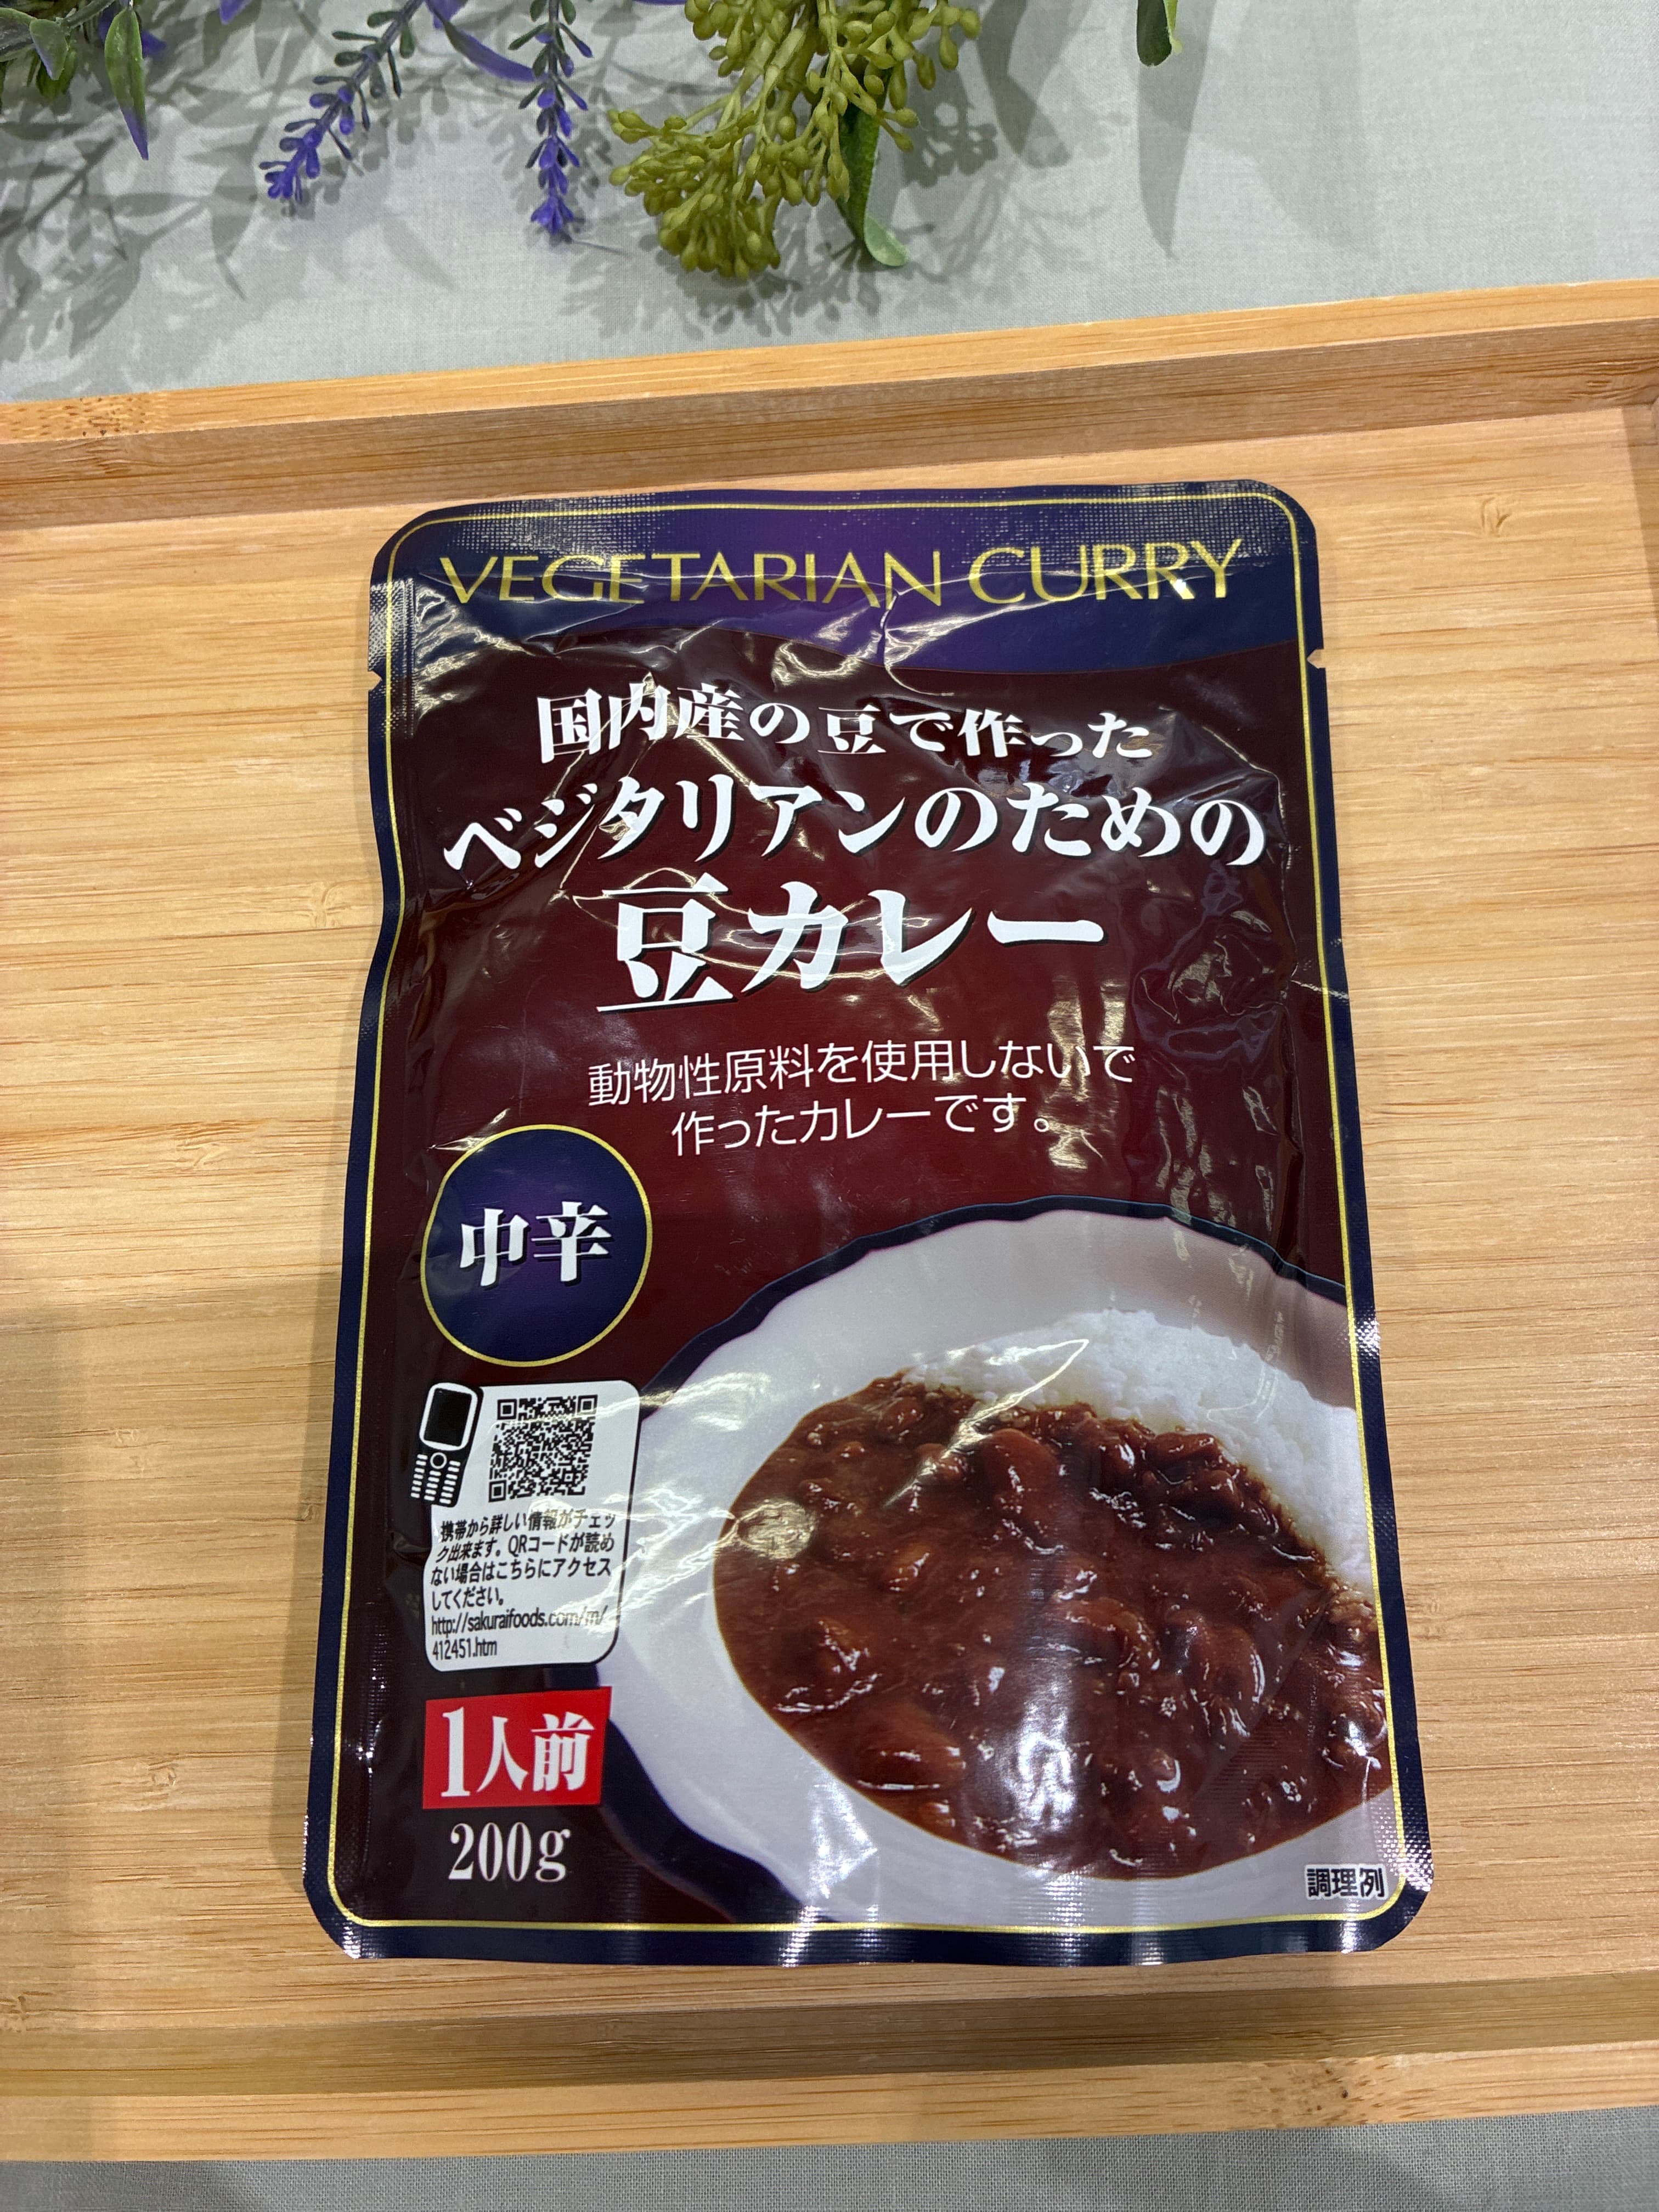 VEGETARIAN CURRY
国内産の豆で作った
ベジタリアンのための
豆カレー
動物性原料を使用しないで
作ったカレーです。
中辛
携帯から詳しい情報がチェッ
ク出来ます。QRコードが読め
ない場合はこちらにアクセス
してください。
http://sakuraifoods.com/m/
412451.htm
1人前
200g
調理例